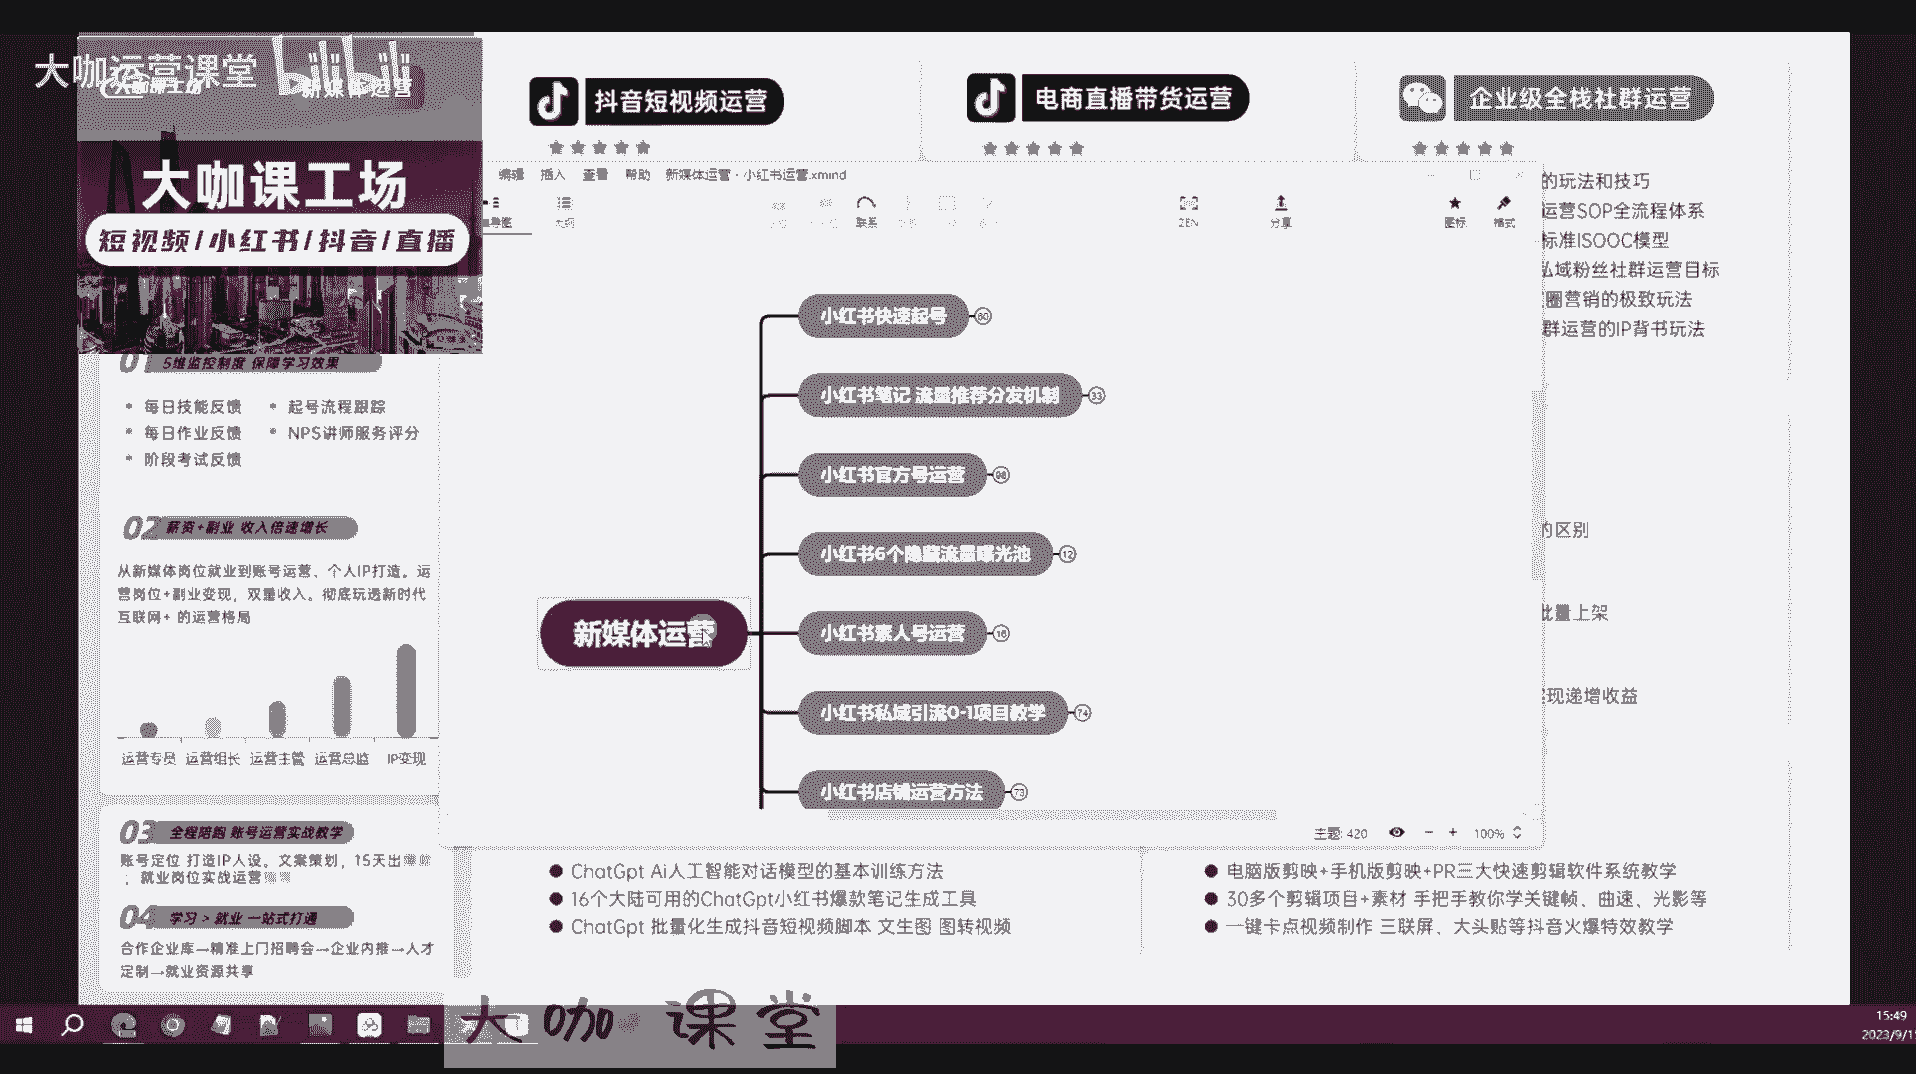 大咖运营课堂 bilibili
大咖课工场
新媒体运营
大咖课工场
短视频/小红书/抖音/直播
抖音短视频运营
电商直播带货运营
企业级全栈社群运营
编辑 插入 查看 帮助 新媒体运营·小红书运营.xmind
大纲
联系
ZEN
分享
图标
格式
的玩法和技巧
运营SOP全流程体系
标准ISOOC模型
私域粉丝社群运营目标
圈营销的极致玩法
群运营的IP背书玩法
的区别
批量上架
现递增收益
01 5维监控制度 保障学习效果
• 每日技能反馈 • 起号流程跟踪
• 每日作业反馈 • NPS讲师服务评分
• 阶段考试反馈
02 薪资+副业 收入倍速增长
从新媒体岗位就业到账号运营、个人IP打造。运
营岗位+副业变现，双重收入。彻底玩透新时代
互联网+ 的运营格局
运营专员 运营组长 运营主管 运营总监 IP变现
03 全程陪跑 账号运营实战教学
账号定位 打造IP人设。文案策划，15天出
；就业岗位实战运营
04 学习 > 就业 一站式打通
合作企业库→精准上门招聘会→企业内推→人才
定制→就业资源共享
新媒体运营
小红书快速起号 60
小红书笔记 流量推荐分发机制 33
小红书官方号运营
小红书6个隐藏流量曝光池 12
小红书素人号运营 16
小红书私域引流0-1项目教学 74
小红书店铺运营方法 73
主题: 420
100%
● ChatGpt Ai人工智能对话模型的基本训练方法
● 16个大陆可用的ChatGpt小红书爆款笔记生成工具
● ChatGpt 批量化生成抖音短视频脚本 文生图 图转视频
● 电脑版剪映+手机版剪映+PR三大快速剪辑软件系统教学
● 30多个剪辑项目+素材 手把手教你学关键帧、曲速、光影等
● 一键卡点视频制作 三联屏、大头贴等抖音火爆特效教学
大咖 课堂
15:49
2023/9/1